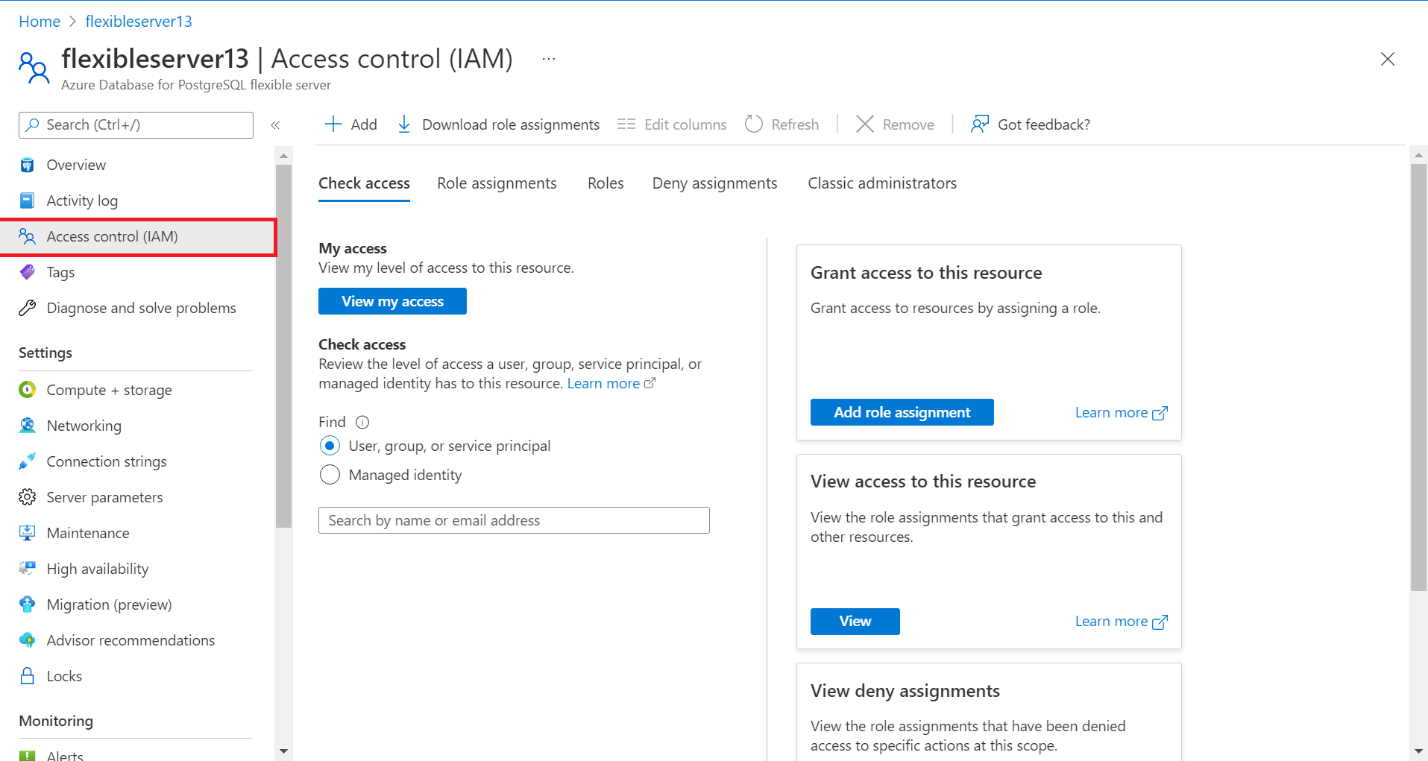 Home > flexibleserver13
flexibleserver13 | Access control (IAM) ...
Azure Database for PostgreSQL flexible server
Search (Ctrl+/)
«
Add
Download role assignments
Edit columns
Refresh
Remove
Got feedback?
Overview
Activity log
Access control (IAM)
Tags
Diagnose and solve problems
Settings
Compute + storage
Networking
Connection strings
Server parameters
Maintenance
High availability
Migration (preview)
Advisor recommendations
Locks
Monitoring
Alerts
Check access
Role assignments
Roles
Deny assignments
Classic administrators
My access
View my level of access to this resource.
View my access
Check access
Review the level of access a user, group, service principal, or
managed identity has to this resource. Learn more
Find
User, group, or service principal
Managed identity
Search by name or email address
Grant access to this resource
Grant access to resources by assigning a role.
Add role assignment
Learn more
View access to this resource
View the role assignments that grant access to this and
other resources.
View
Learn more
View deny assignments
View the role assignments that have been denied
access to specific actions at this scope.